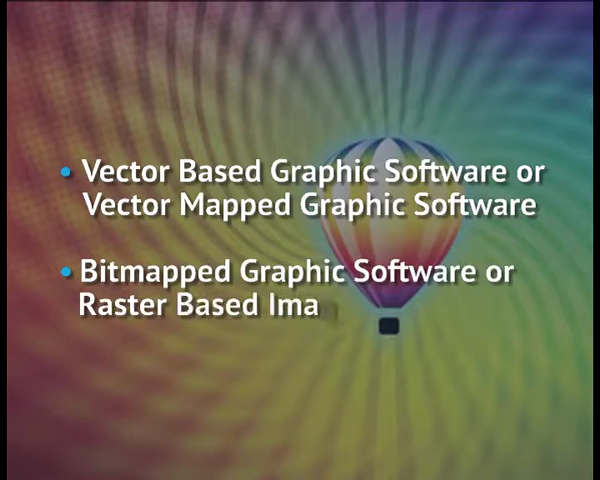 • Vector Based Graphic Software or
Vector Mapped Graphic Software
• Bitmapped Graphic Software or
Raster Based Ima